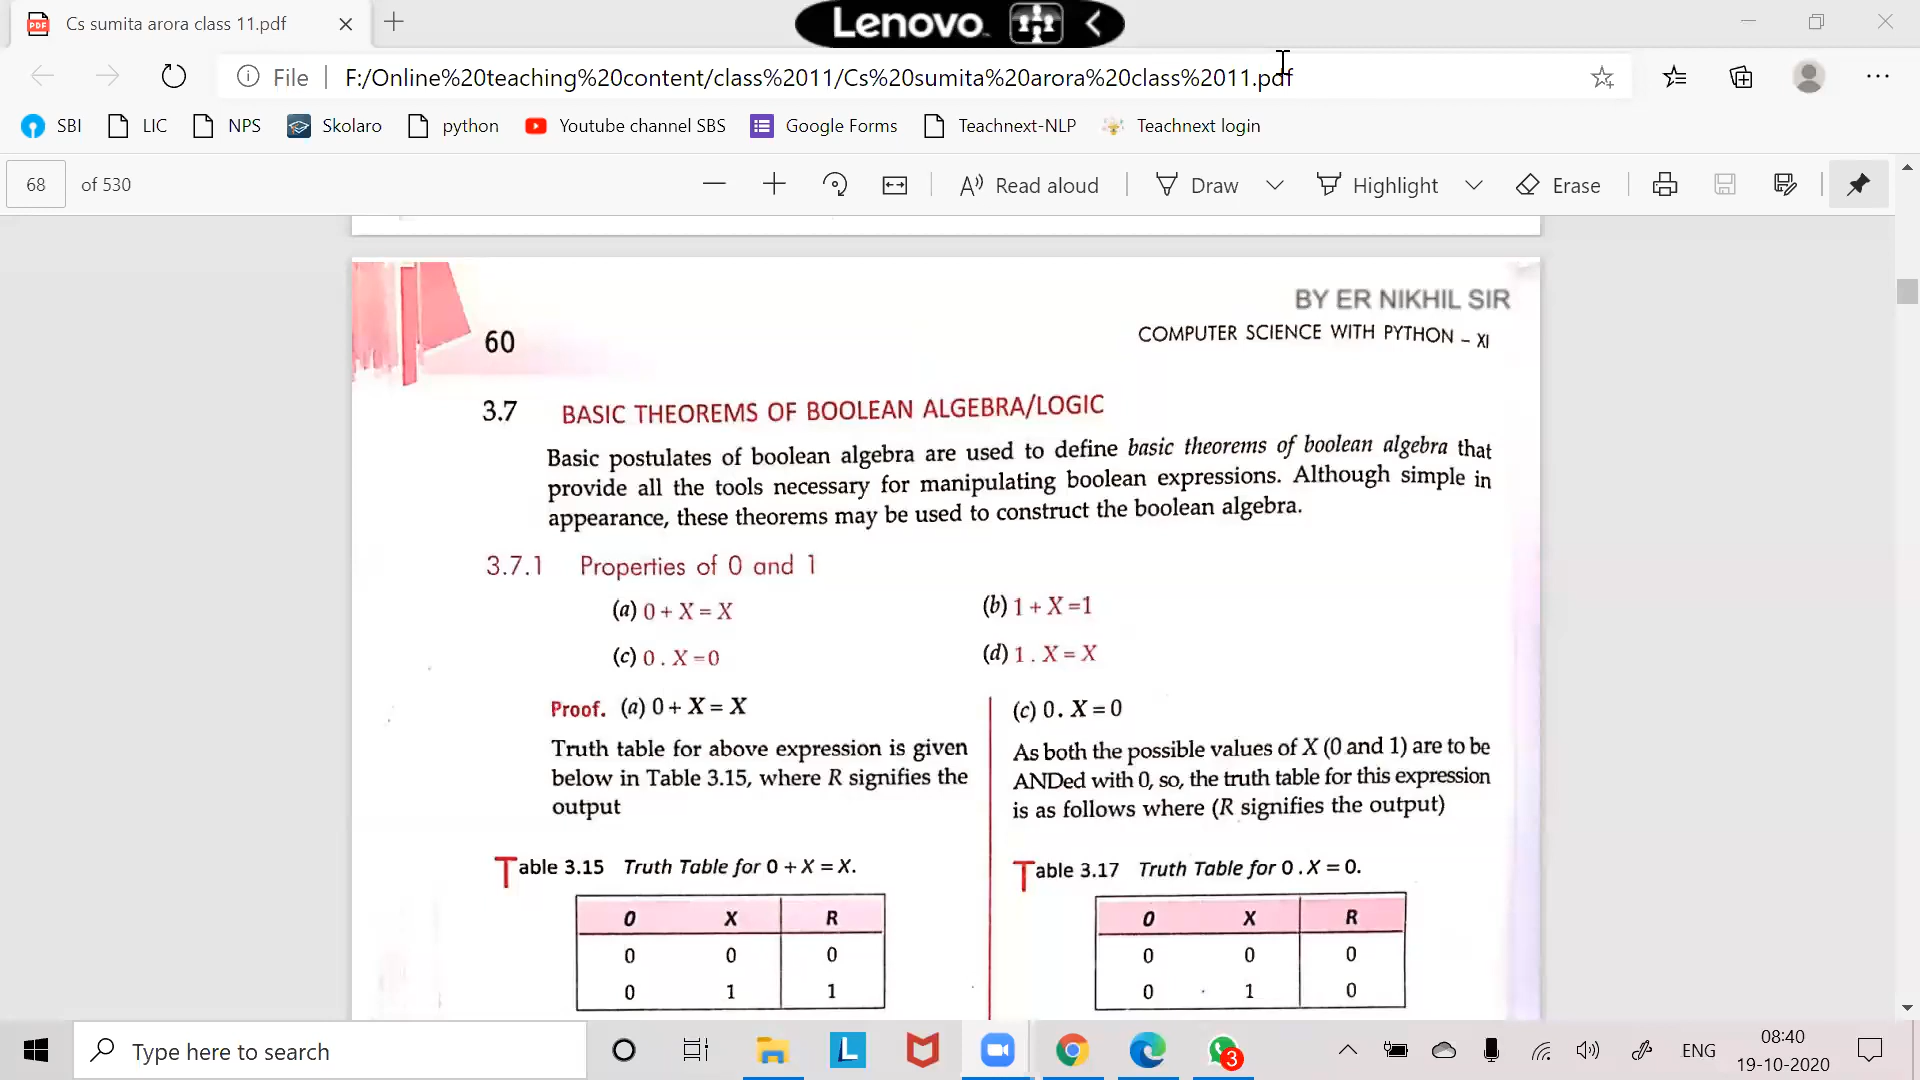 Cs sumita arora class 11.pdf
Lenovo
File
F:/Online%20teaching%20content/class%2011/Cs%20sumita%20arora%20class%2011.pdf
SBI LIC NPS Skolaro python Youtube channel SBS Google Forms Teachnext-NLP Teachnext login
68 of 530 Read aloud Draw Highlight Erase
BY ER NIKHIL SIR
60
COMPUTER SCIENCE WITH PYTHON – XI
3.7 BASIC THEOREMS OF BOOLEAN ALGEBRA/LOGIC
Basic postulates of boolean algebra are used to define basic theorems of boolean algebra that
provide all the tools necessary for manipulating boolean expressions. Although simple in
appearance, these theorems may be used to construct the boolean algebra.
3.7.1 Properties of 0 and 1
(a) 0 + X = X (b) 1 + X =1
(c) 0 . X =0 (d) 1 . X = X
Proof. (a) 0 + X = X
Truth table for above expression is given
below in Table 3.15, where R signifies the
output
Table 3.15 Truth Table for 0 + X = X.
0 X R
0 0 0
0 1 1
(c) 0. X = 0
As both the possible values of X (0 and 1) are to be
ANDed with 0, so, the truth table for this expression
is as follows where (R signifies the output)
Table 3.17 Truth Table for 0 . X = 0.
0 X R
0 0 0
0 1 0
Type here to search
L
3
ENG
08:40
19-10-2020